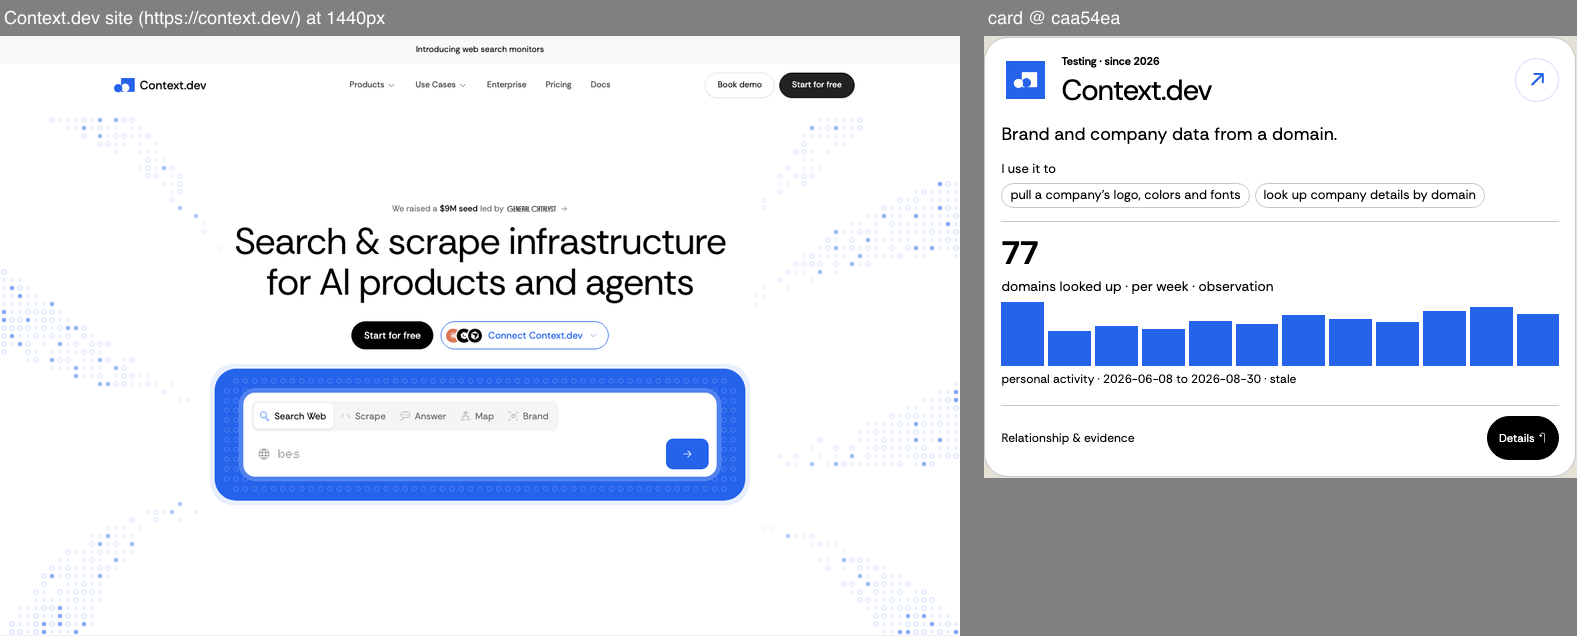 Context.dev site (https://context.dev/) at 1440px
Introducing web search monitors
Context.dev
Products
Use Cases
Enterprise
Pricing
Docs
Book demo
Start for free
We raised a $9M seed led by GENERAL CATALYST →
Search & scrape infrastructure
for AI products and agents
Start for free
Connect Context.dev
Search Web
Scrape
Answer
Map
Brand
bes
card @ caa54ea
Testing · since 2026
Context.dev
Brand and company data from a domain.
I use it to
pull a company's logo, colors and fonts
look up company details by domain
77
domains looked up · per week · observation
personal activity · 2026-06-08 to 2026-08-30 · stale
Relationship & evidence
Details